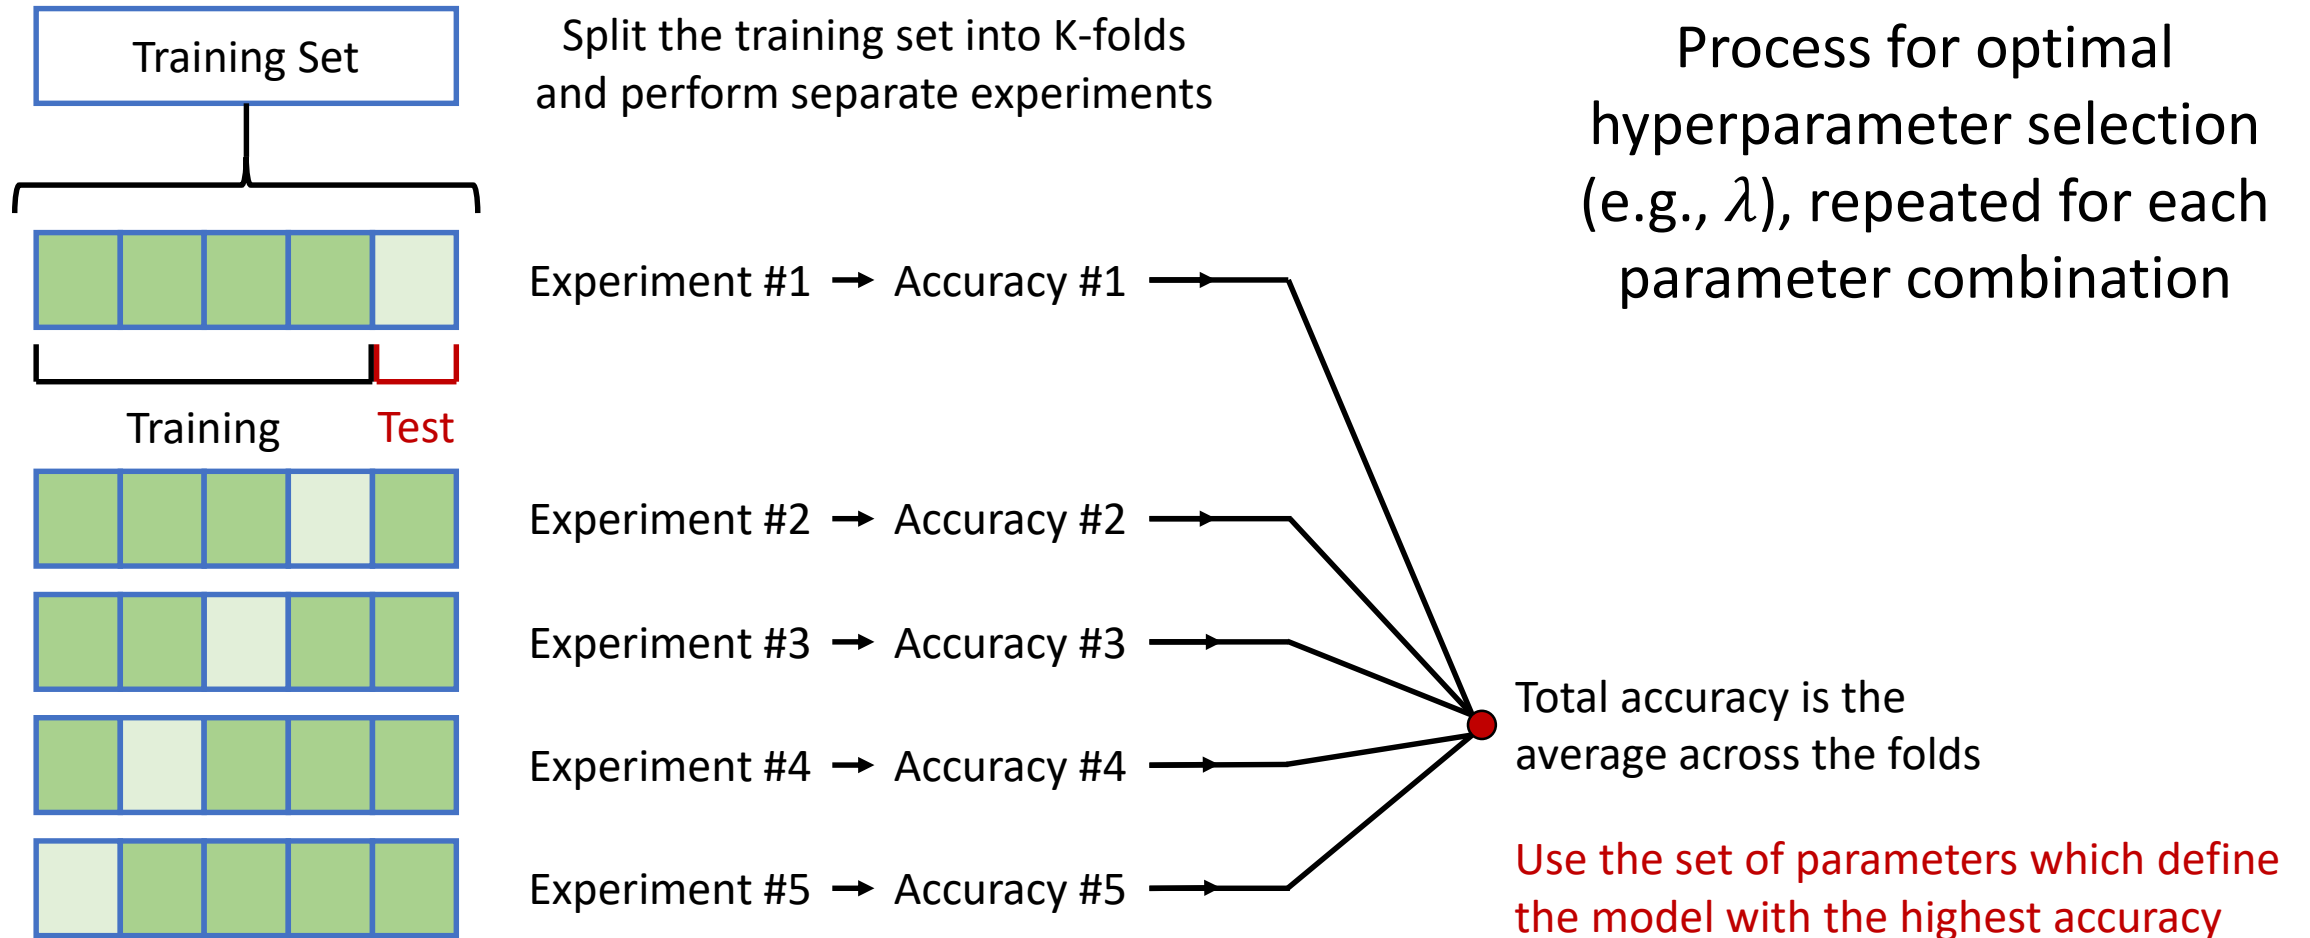 Training Set
Split the training set into K-folds
and perform separate experiments
Process for optimal
hyperparameter selection
(e.g., λ), repeated for each
parameter combination
Experiment #1
Accuracy #1
Training
Test
Experiment #2
Accuracy #2
Experiment #3
Accuracy #3
Experiment #4
Accuracy #4
Experiment #5
Accuracy #5
Total accuracy is the
average across the folds
Use the set of parameters which define
the model with the highest accuracy